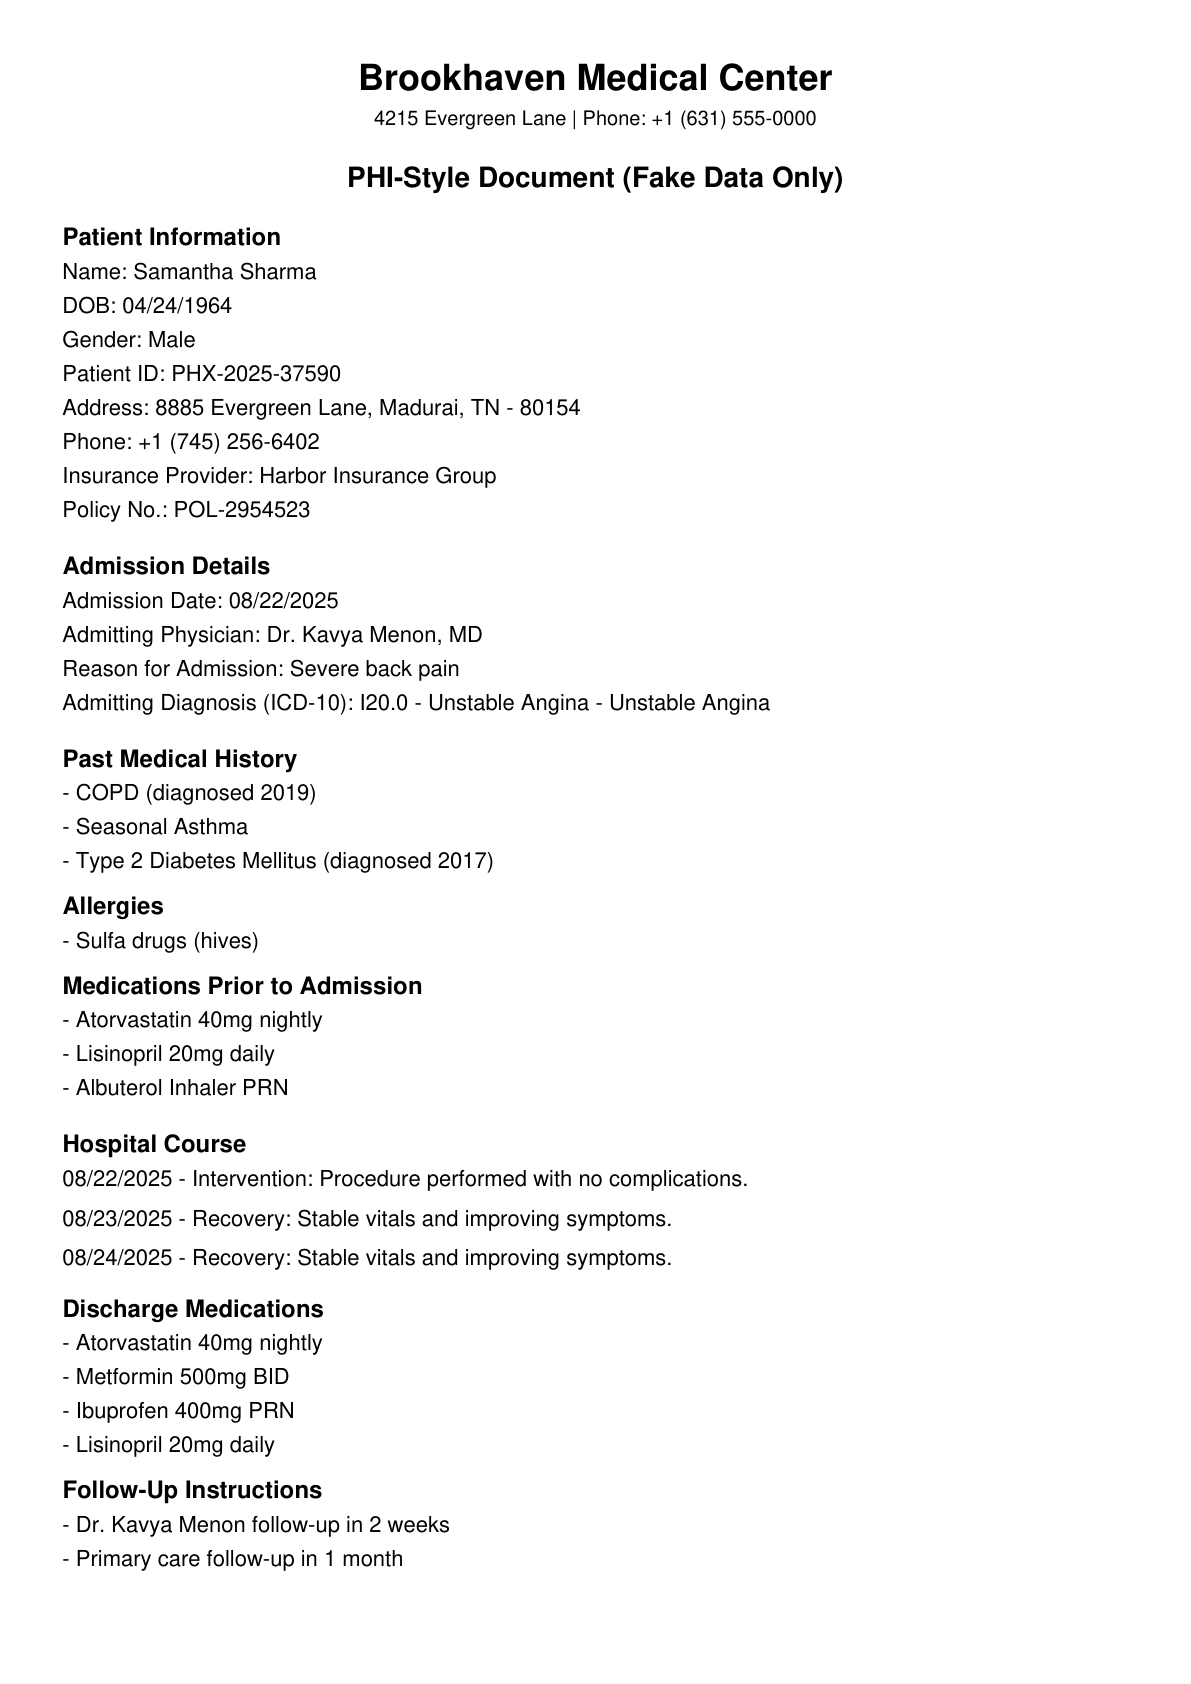 Brookhaven Medical Center
4215 Evergreen Lane | Phone: +1 (631) 555-0000
PHI-Style Document (Fake Data Only)
Patient Information
Name: Samantha Sharma
DOB: 04/24/1964
Gender: Male
Patient ID: PHX-2025-37590
Address: 8885 Evergreen Lane, Madurai, TN - 80154
Phone: +1 (745) 256-6402
Insurance Provider: Harbor Insurance Group
Policy No.: POL-2954523
Admission Details
Admission Date: 08/22/2025
Admitting Physician: Dr. Kavya Menon, MD
Reason for Admission: Severe back pain
Admitting Diagnosis (ICD-10): I20.0 - Unstable Angina - Unstable Angina
Past Medical History
- COPD (diagnosed 2019)
- Seasonal Asthma
- Type 2 Diabetes Mellitus (diagnosed 2017)
Allergies
- Sulfa drugs (hives)
Medications Prior to Admission
- Atorvastatin 40mg nightly
- Lisinopril 20mg daily
- Albuterol Inhaler PRN
Hospital Course
08/22/2025 - Intervention: Procedure performed with no complications.
08/23/2025 - Recovery: Stable vitals and improving symptoms.
08/24/2025 - Recovery: Stable vitals and improving symptoms.
Discharge Medications
- Atorvastatin 40mg nightly
- Metformin 500mg BID
- Ibuprofen 400mg PRN
- Lisinopril 20mg daily
Follow-Up Instructions
- Dr. Kavya Menon follow-up in 2 weeks
- Primary care follow-up in 1 month